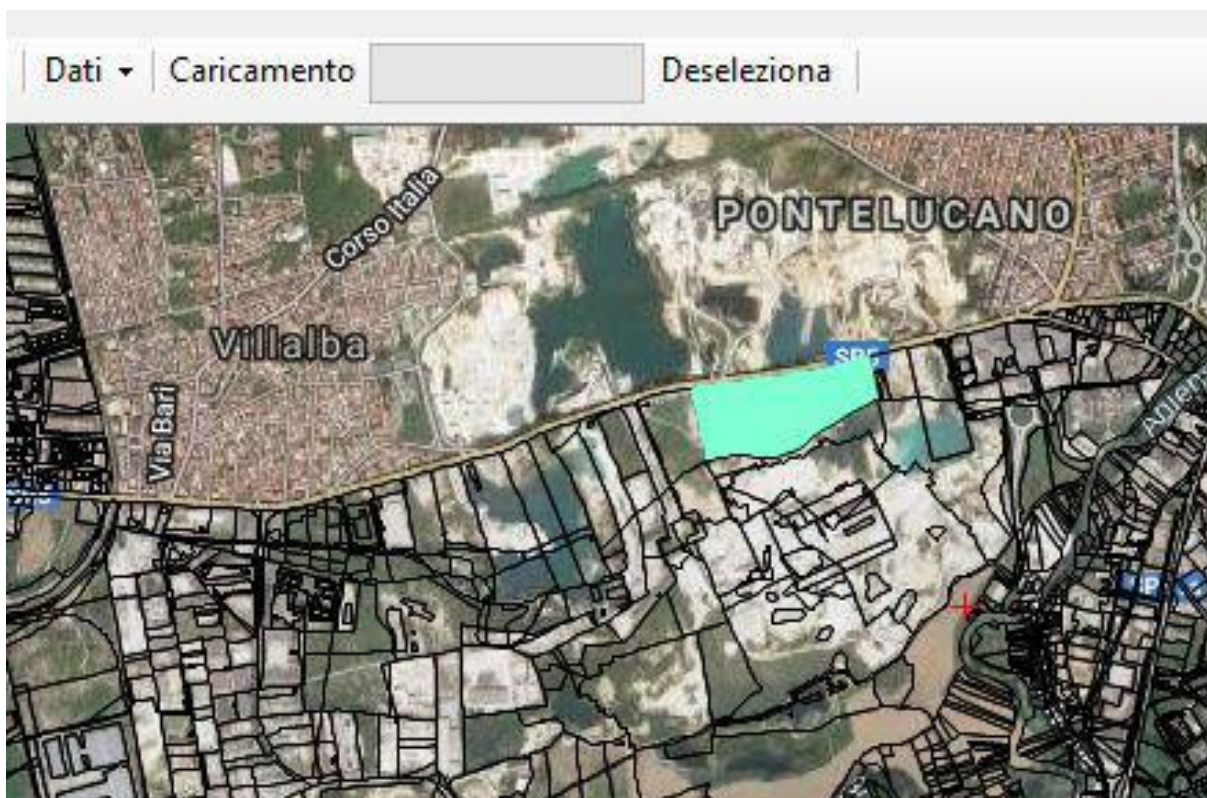 Dati Caricamento Deseleziona
Corso Italia
PONTELUCANO
Villalba
SR5
Via Bari